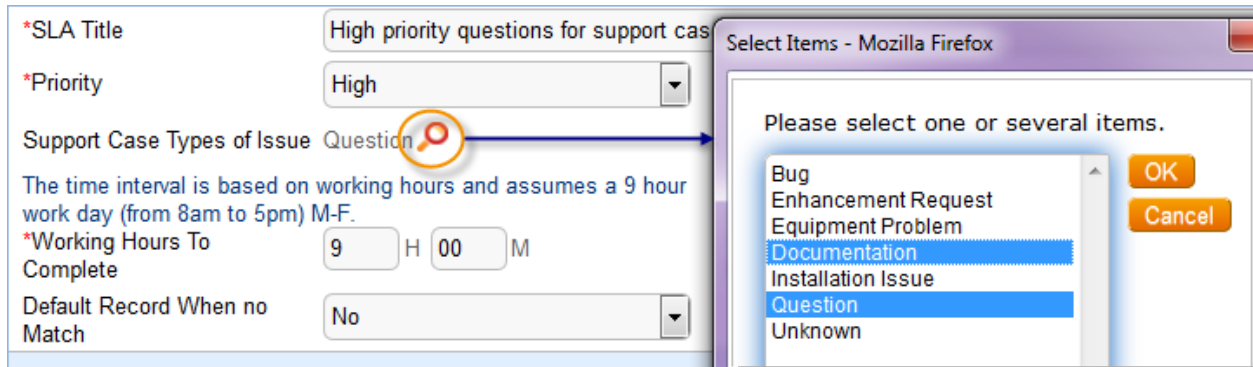 *SLA Title
High priority questions for support cas
*Priority
High
Support Case Types of Issue Question
The time interval is based on working hours and assumes a 9 hour
work day (from 8am to 5pm) M-F.
*Working Hours To
Complete
9 H 00 M
Default Record When no
Match
No
Select Items - Mozilla Firefox
Please select one or several items.
Bug
Enhancement Request
Equipment Problem
Documentation
Installation Issue
Question
Unknown
OK
Cancel